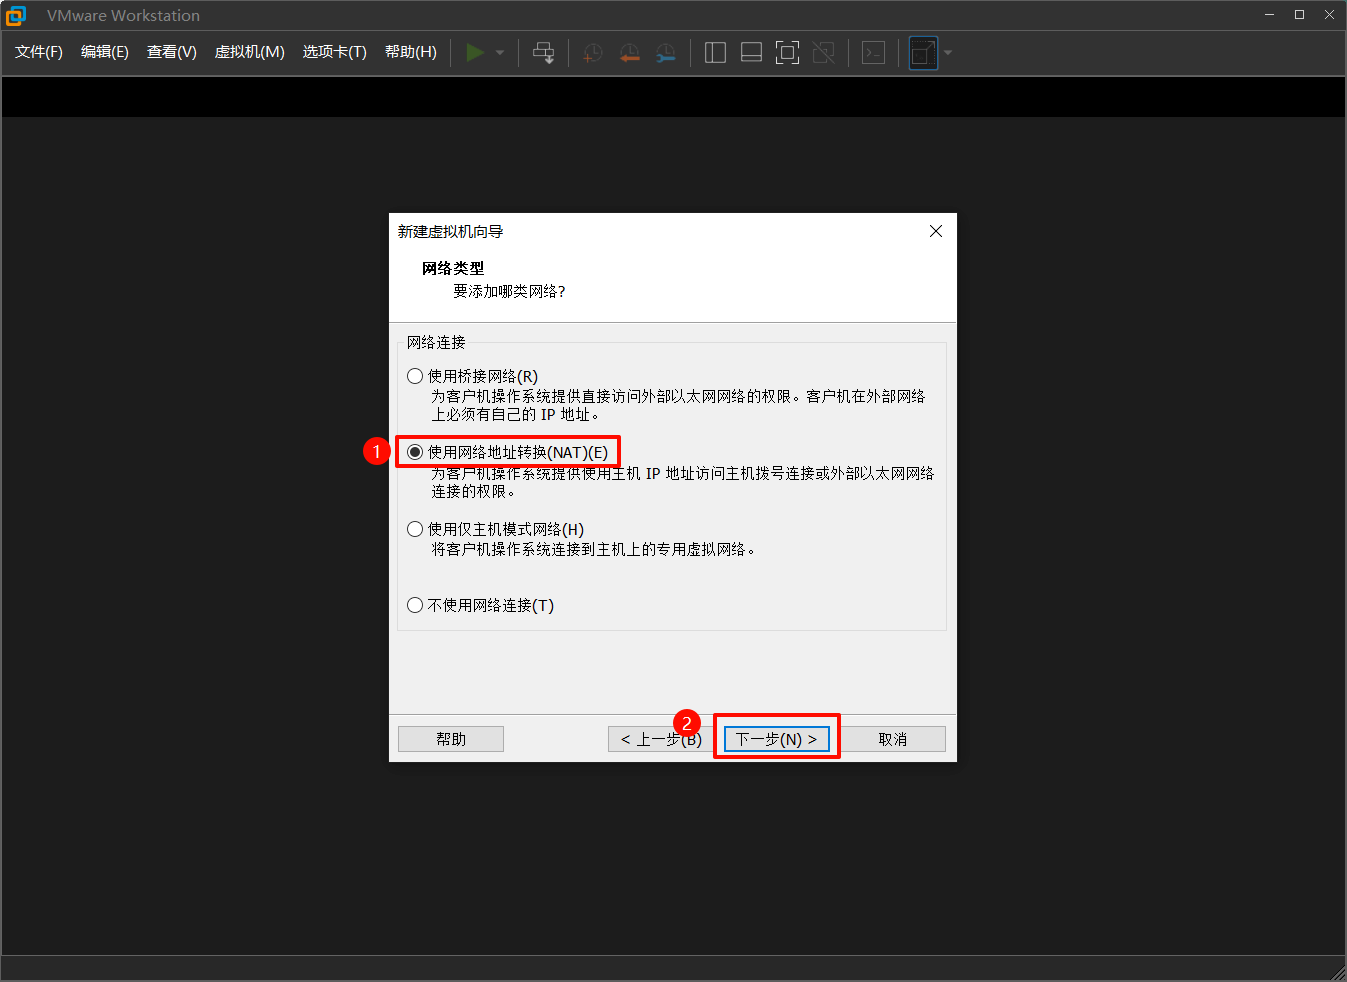 VMware Workstation
文件(F) 编辑(E) 查看(V) 虚拟机(M) 选项卡(T) 帮助(H)
新建虚拟机向导
网络类型
要添加哪类网络?
网络连接
使用桥接网络(R)
为客户机操作系统提供直接访问外部以太网网络的权限。客户机在外部网络
上必须有自己的 IP 地址。
1
使用网络地址转换(NAT)(E)
为客户机操作系统提供使用主机 IP 地址访问主机拨号连接或外部以太网网络
连接的权限。
使用仅主机模式网络(H)
将客户机操作系统连接到主机上的专用虚拟网络。
不使用网络连接(T)
2
帮助 < 上一步(B) 下一步(N) > 取消